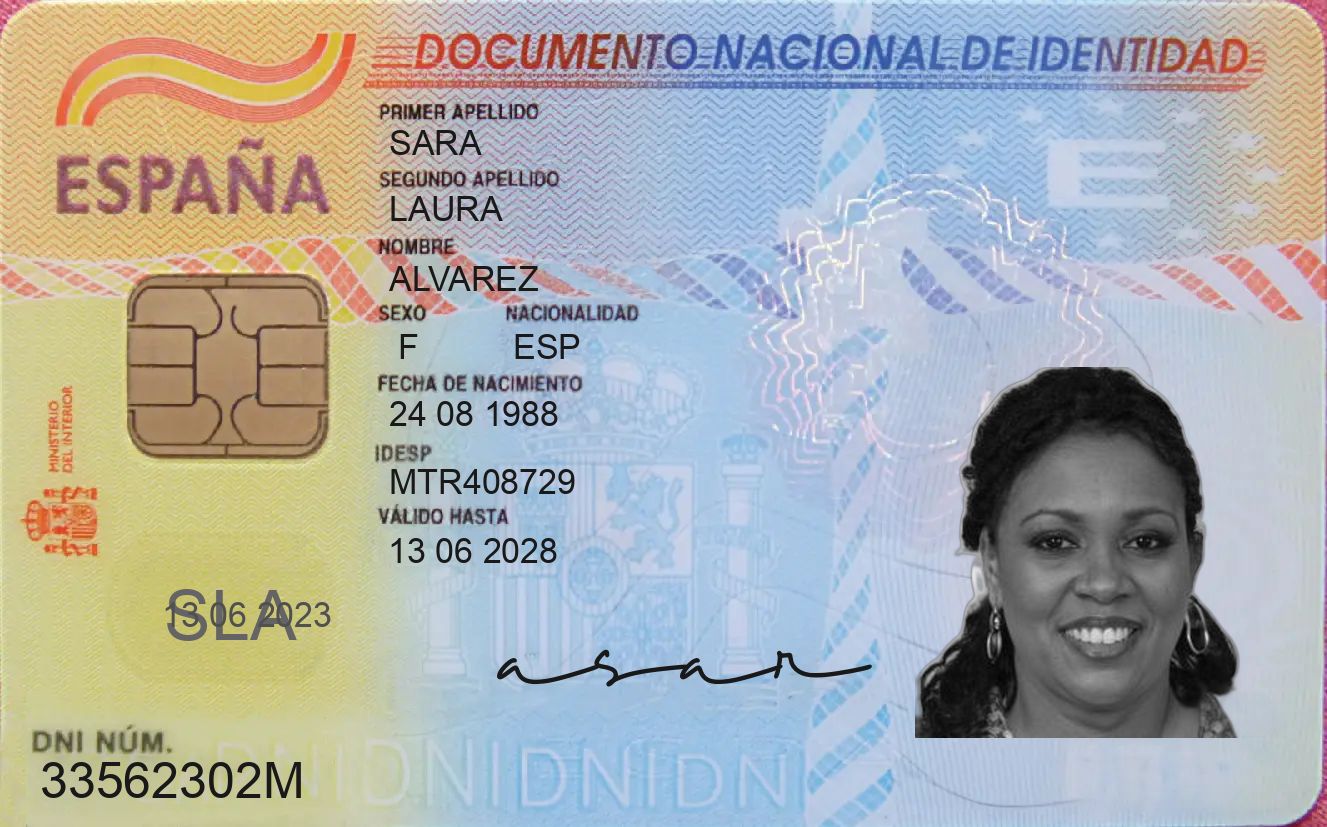 DOCUMENTO NACIONAL DE IDENTIDAD
ESPAÑA
PRIMER APELLIDO
SARA
SEGUNDO APELLIDO
LAURA
NOMBRE
ALVAREZ
SEXO NACIONALIDAD
F ESP
FECHA DE NACIMIENTO
24 08 1988
IDESP
MTR408729
VÁLIDO HASTA
13 06 2028
MINISTERIO
DEL INTERIOR
E
SLA
13 06 2023
asar
DNI NÚM.
33562302M
DNIDNIDNIDNI